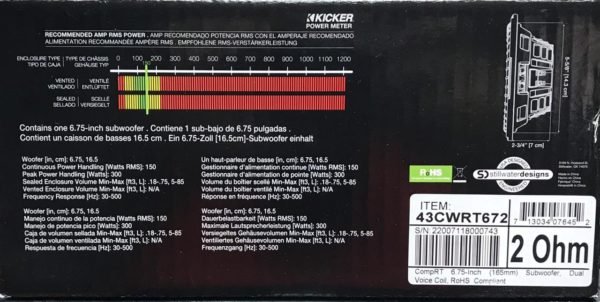 KICKER
POWER METER
RECOMMENDED AMP RMS POWER . RECOMENDADO POTENCIA RMS CON EL AMPERAJE RECOMENDADO
ALIMENTATION RECOMMANDÉE AMPÈRE RMS . EMPFOHLENE RMS-VERSTÄRKERLEISTUNG
ENCLOSURE TYPE TYPE DE CHÂSSIS
TIPO DE CAJA GEHÄUSE TYP
0 100 200 300 400 500 600 700 800 900 1000 1100 1200
VENTED VENTILÉ
VENTILADO ENTLÜFTET
SEALED SCELLÉ
SELLADO VERSIEGELT
Contains one 6.75-inch subwoofer . Contiene 1 sub-bajo de 6.75 pulgadas .
Contient un caisson de basses 16.5 cm . Ein 6.75-Zoll [16.5cm]-Subwoofer einhalt
Woofer [in, cm]: 6.75, 16.5
Continuous Power Handling [Watts RMS]: 150
Peak Power Handling [Watts]: 300
Sealed Enclosure Volume Min-Max [ft3, L]: .18-.75, 5-85
Vented Enclosure Volume Min-Max [ft3, L]: N/A
Frequency Response [Hz]: 30-500
Un haut-parleur de basse [in, cm]: 6.75, 16.5
Gestionnaire d'alimentation continue [Watts RMS]: 150
Gestionnaire d'alimentation pointe [Watts]: 300
Volume du boîtier scellé Min-Max [ft3, L]: .18-.75, 5-85
Volume du boîtier ventilé Min-Max [ft3, L]: N/A
Réponse en fréquence [Hz]: 30-500
Woofer [in, cm]: 6.75, 16.5
Manejo continuo de la potencia [Watts RMS]: 150
Manejo de potencia pico [Watts]: 300
Caja de volumen sellada Min-Max [ft3, L]: .18-.75, 5-85
Caja de volumen ventilada Min-Max [ft3, L]: N/A
Respuesta de frecuencia [Hz]: 30-500
Woofer [in, cm]: 6.75, 16.5
Dauerbelastbarkeit [Watts RMS]: 150
Maximale Lautsprecherleistung [Watts]: 300
Versiegeltes Gehäusevolumen Min-Max [ft3, L]: .18-.75, 5-85
Ventiliertes Gehäusevolumen Min-Max [ft3, L]: N/A
Frequenzgang [Hz]: 30-500
5-5/8" [14.3 cm]
2-3/4" [7 cm]
RoHS
stillwaterdesigns
ITEM:
43CWRT672
7 13034 07645 2
S/N 22007118000743
2 Ohm
CompRT 6.75-Inch (165mm) Subwoofer, Dual
Voice Coil, RoHS Compliant